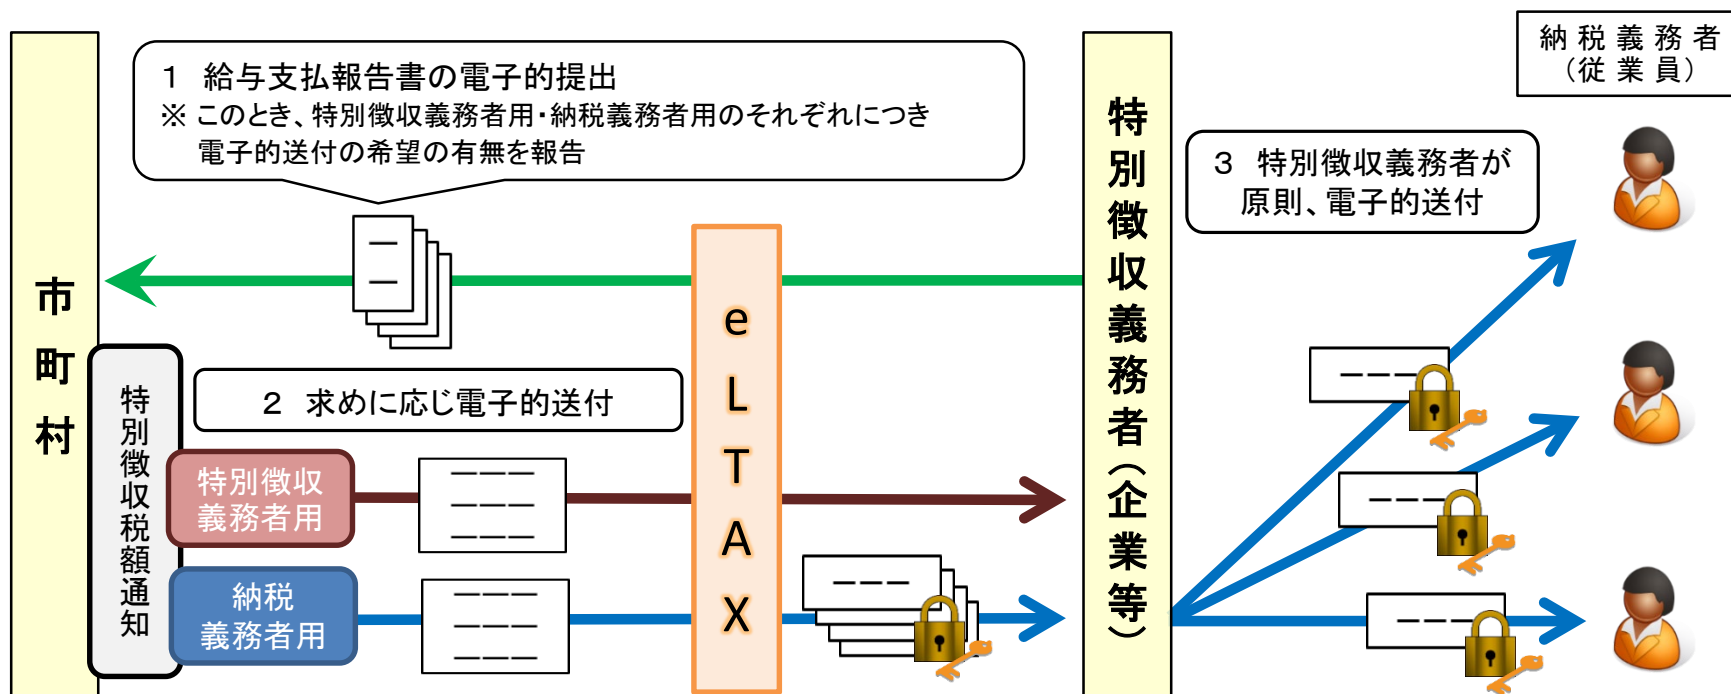 市町村
1 給与支払報告書の電子的提出
※ このとき、特別徴収義務者用・納税義務者用のそれぞれにつき
電子的送付の希望の有無を報告
特別徴収税額通知
2 求めに応じ電子的送付
特別徴収
義務者用
納税
義務者用
eLTAX
特別徴収義務者(企業等)
3 特別徴収義務者が
原則、電子的送付
納税義務者
(従業員)